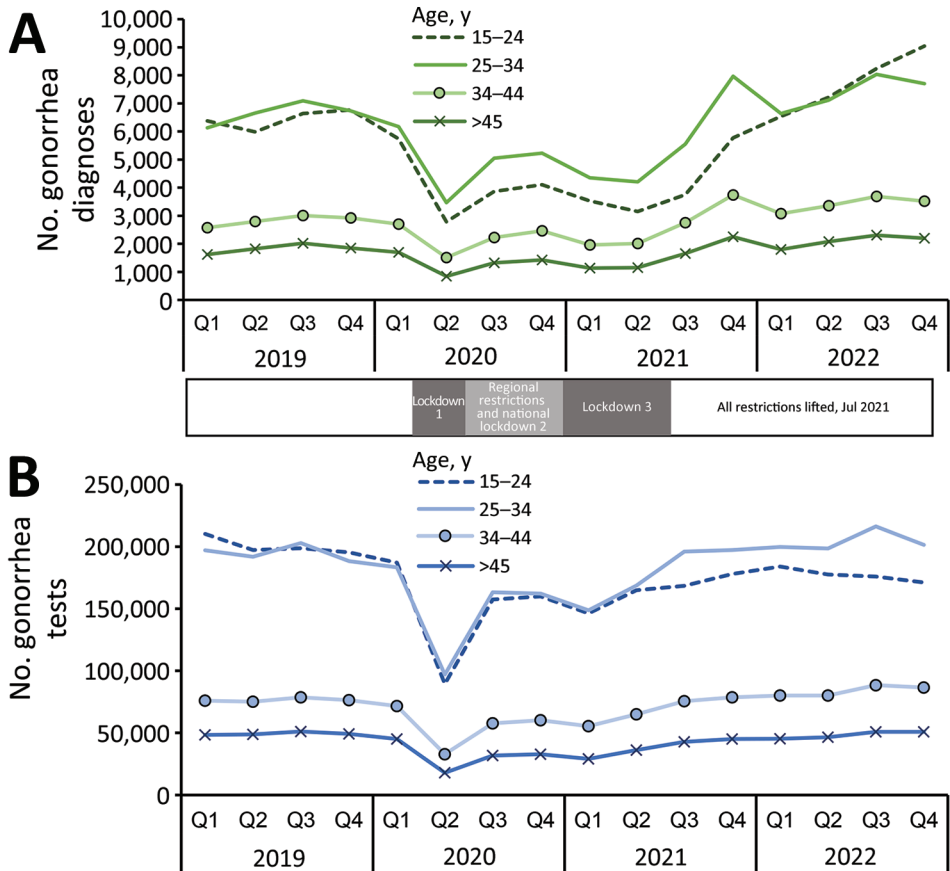 A
Age, y
15–24
25–34
34–44
>45
No. gonorrhea
diagnoses
10,000
9,000
8,000
7,000
6,000
5,000
4,000
3,000
2,000
1,000
0
Q1 Q2 Q3 Q4 Q1 Q2 Q3 Q4 Q1 Q2 Q3 Q4 Q1 Q2 Q3 Q4
2019 2020 2021 2022
Lockdown
1
Regional
restrictions
and national
lockdown 2
Lockdown 3
All restrictions lifted, Jul 2021
B
Age, y
15–24
25–34
34–44
>45
No. gonorrhea
tests
250,000
200,000
150,000
100,000
50,000
0
Q1 Q2 Q3 Q4 Q1 Q2 Q3 Q4 Q1 Q2 Q3 Q4 Q1 Q2 Q3 Q4
2019 2020 2021 2022